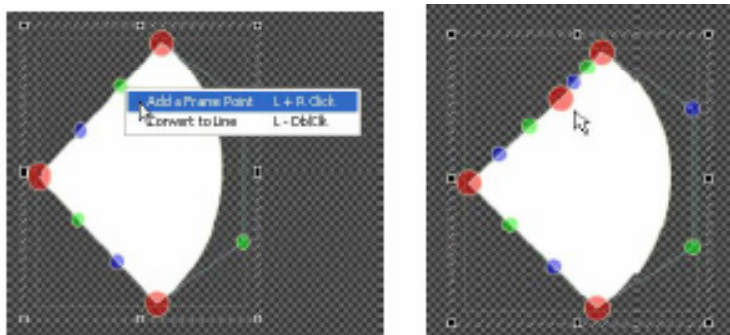 Add a Frame Point L + R Click
Convert to Line L - DblClk